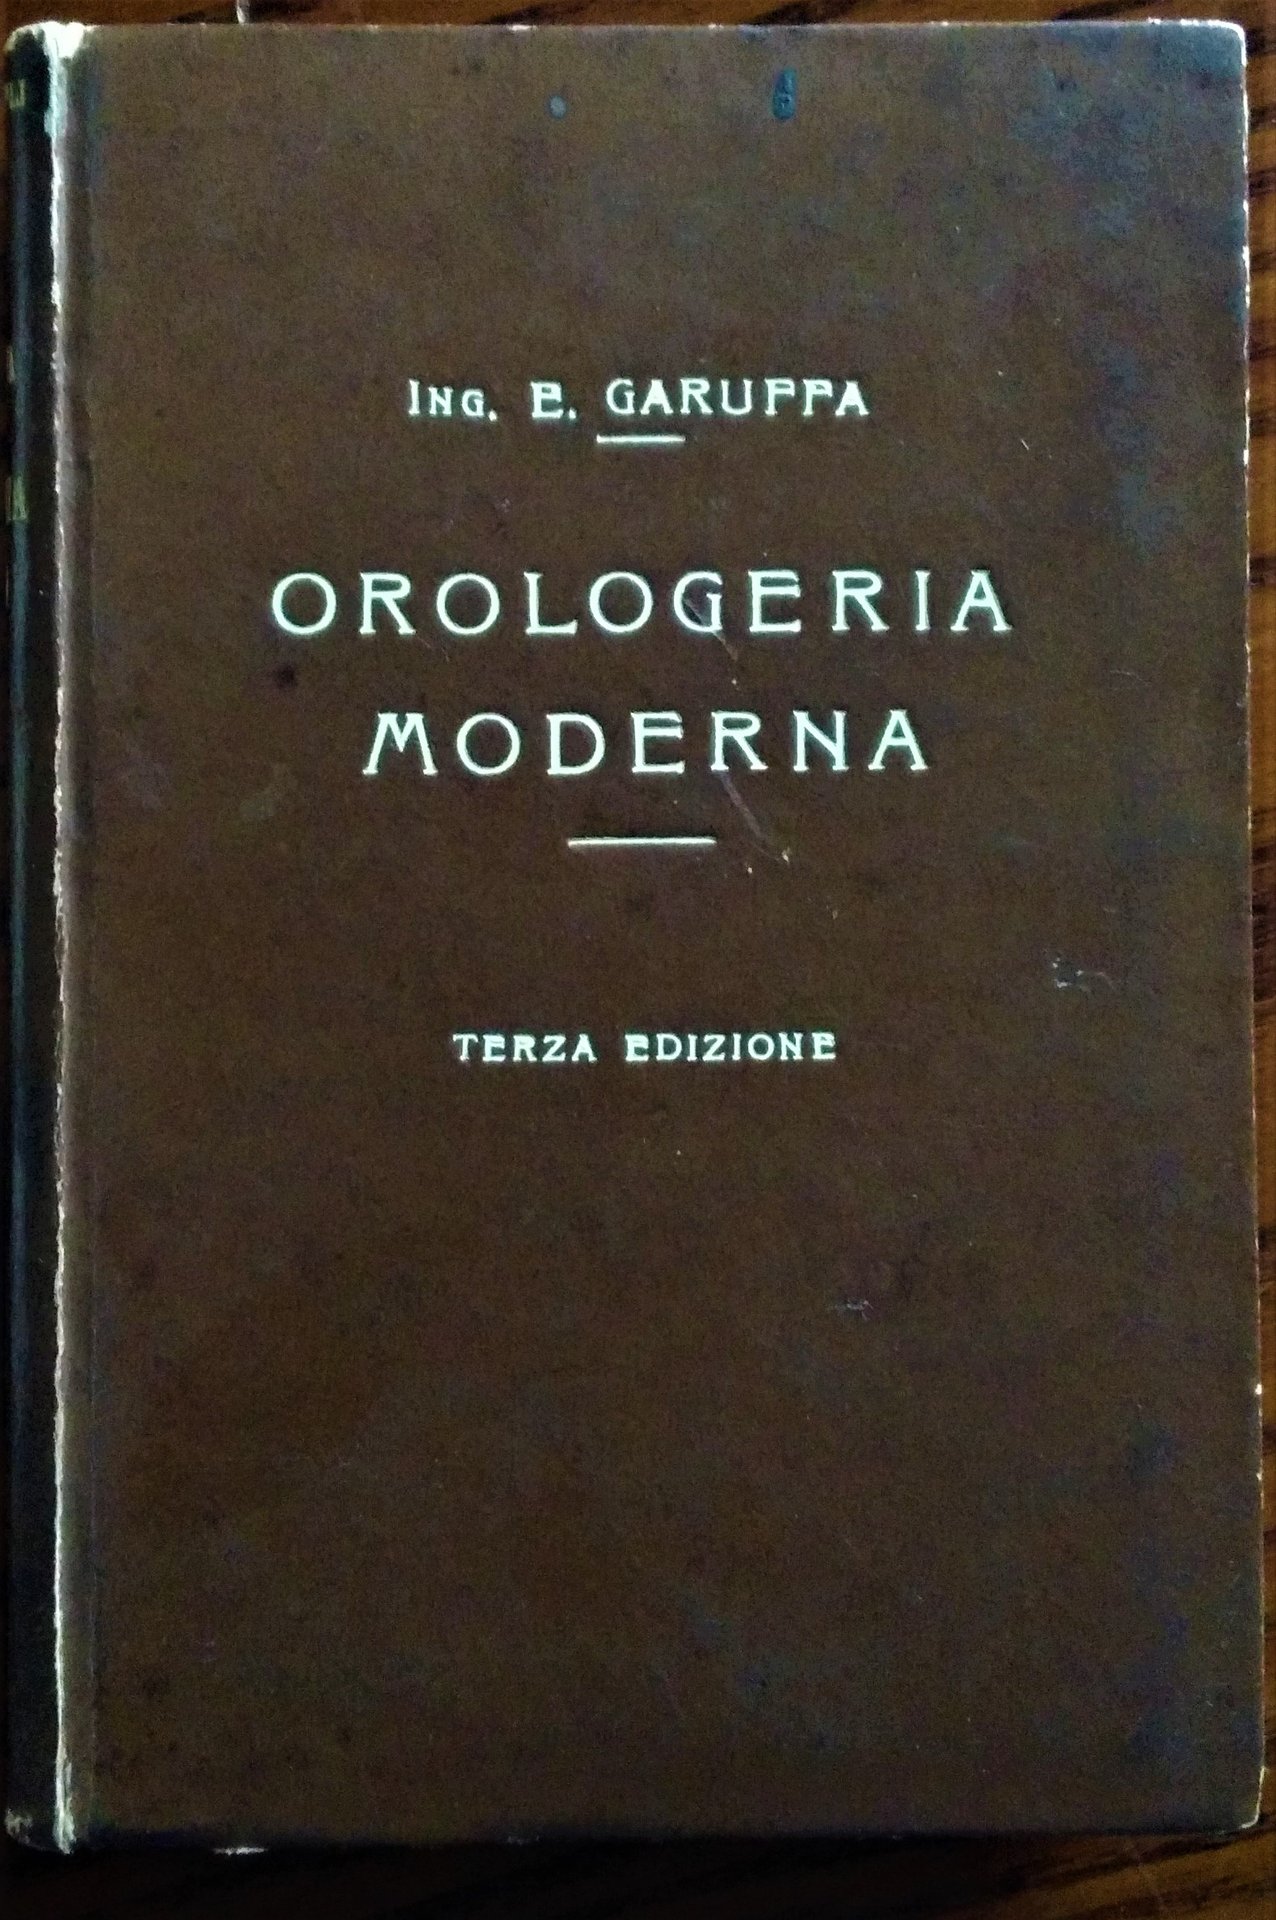 ING. E. GARUFFA
OROLOGERIA
MODERNA
TERZA EDIZIONE